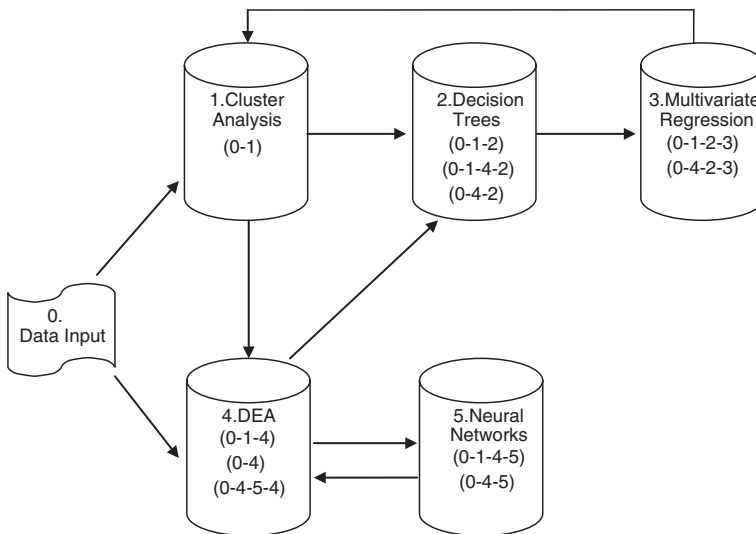 1.Cluster
Analysis
(0-1)
2.Decision
Trees
(0-1-2)
(0-1-4-2)
(0-4-2)
3.Multivariate
Regression
(0-1-2-3)
(0-4-2-3)
0.
Data Input
4.DEA
(0-1-4)
(0-4)
(0-4-5-4)
5.Neural
Networks
(0-1-4-5)
(0-4-5)